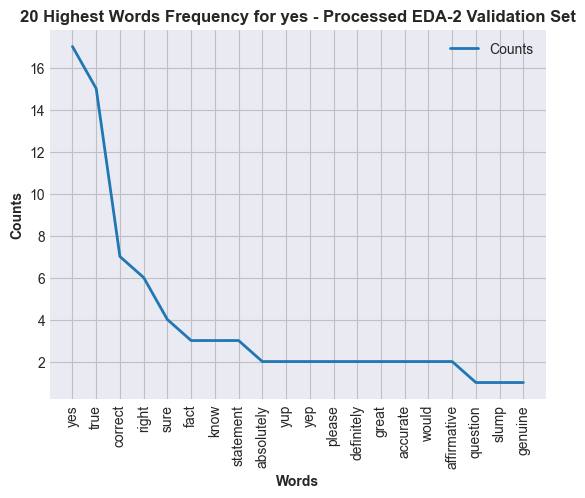 20 Highest Words Frequency for yes - Processed EDA-2 Validation Set
Counts
16
14
12
10
8
6
4
2
Counts
yes
true
correct
right
sure
fact
know
statement
absolutely
yup
yep
please
definitely
great
accurate
would
affirmative
question
slump
genuine
Words